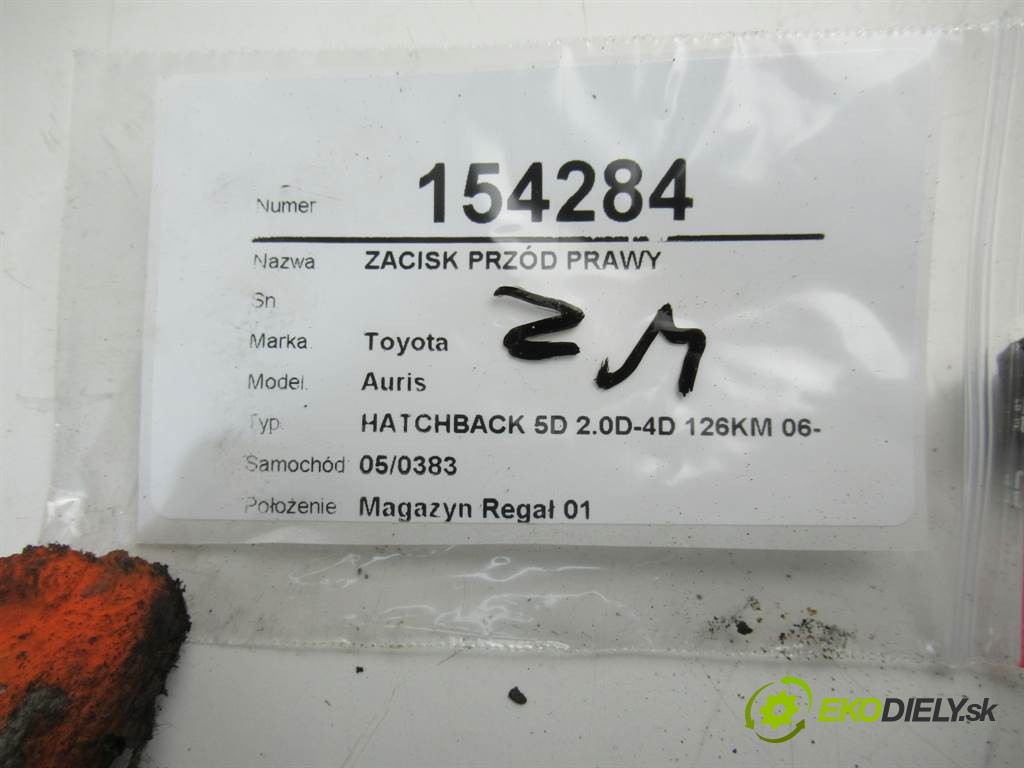 Numer 154284
Nazwa ZACISK PRZÓD PRAWY
Sn.
ZM
Marka Toyota
Model. Auris
Typ. HATCHBACK 5D 2.0D-4D 126KM 06-
Samochód 05/0383
Położenie Magazyn Regał 01
EKODIELY.sk